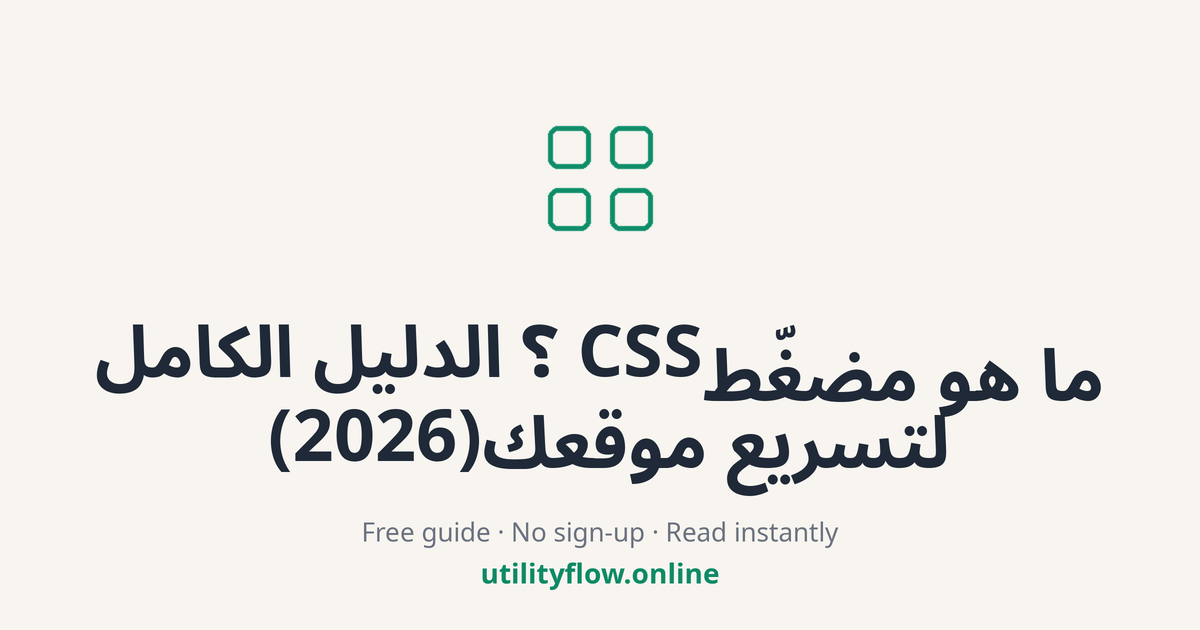 ما هو مضغّط CSS ؟ الدليل الكامل
لتسريع موقعك (2026)
Free guide · No sign-up · Read instantly
utilityflow.online